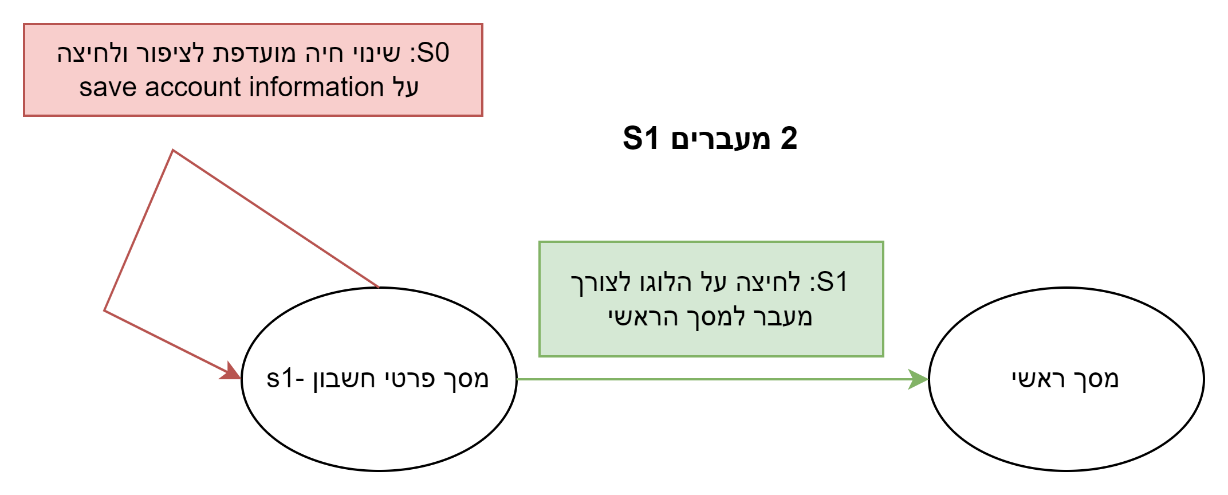 S0: שינוי חיה מועדפת לציפור ולחיצה
על save account information
2 מעברים S1
S1: לחיצה על הלוגו לצורך
מעבר למסך הראשי
מסך פרטי חשבון -s1
מסך ראשי